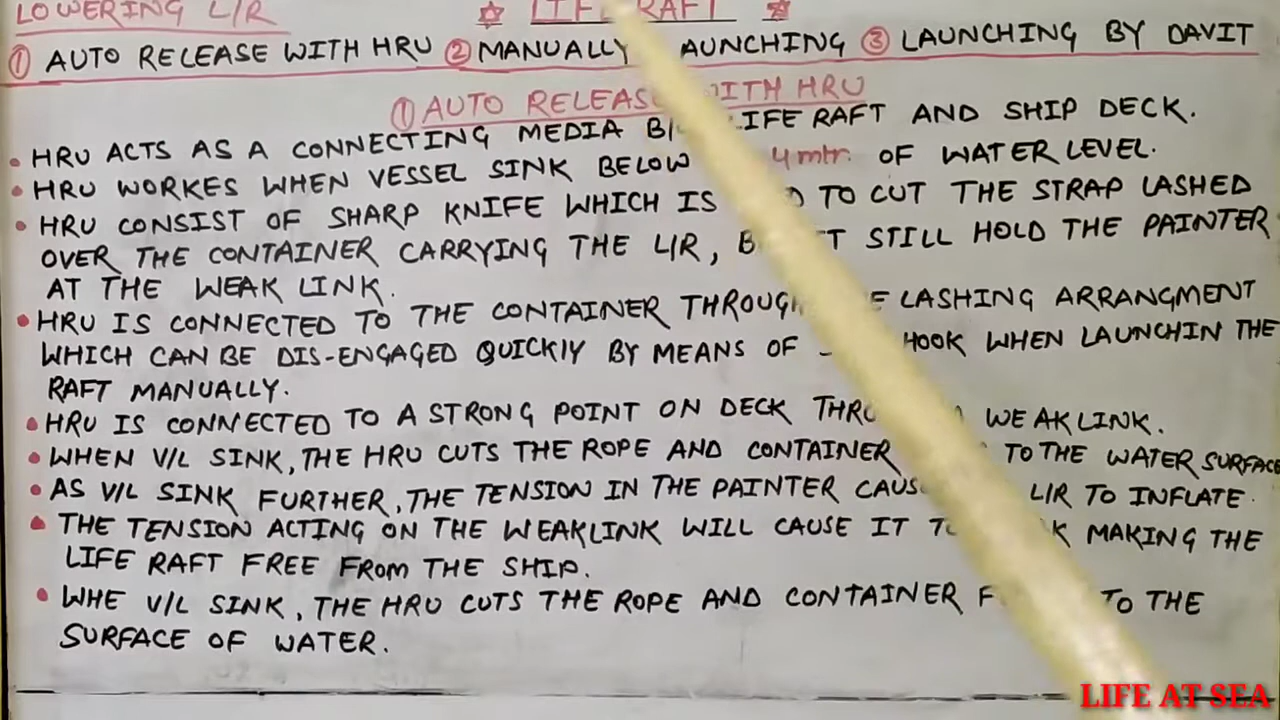 LOWERING L/R ☆ LIFE RAFT ☆
① AUTO RELEASE WITH HRU ② MANUALLY AUNCHING ③ LAUNCHING BY DAVIT
① AUTO RELEASE WITH HRU
• HRU ACTS AS A CONNECTING MEDIA B/ LIFE RAFT AND SHIP DECK.
• HRU WORKES WHEN VESSEL SINK BELOW 4 mtr. OF WATER LEVEL.
• HRU CONSIST OF SHARP KNIFE WHICH IS TO CUT THE STRAP LASHED
OVER THE CONTAINER CARRYING THE L/R, STILL HOLD THE PAINTER
AT THE WEAK LINK.
• HRU IS CONNECTED TO THE CONTAINER THROUGH LASHING ARRANGMENT
WHICH CAN BE DIS-ENGAGED QUICKLY BY MEANS OF HOOK WHEN LAUNCHIN THE
RAFT MANUALLY.
• HRU IS CONNECTED TO A STRONG POINT ON DECK WEAK LINK.
• WHEN V/L SINK, THE HRU CUTS THE ROPE AND CONTAINER TO THE WATER SURFACE
• AS V/L SINK FURTHER, THE TENSION IN THE PAINTER L/R TO INFLATE.
• THE TENSION ACTING ON THE WEAKLINK WILL CAUSE IT MAKING THE
LIFE RAFT FREE FROM THE SHIP.
• WHE V/L SINK, THE HRU CUTS THE ROPE AND CONTAINER TO THE
SURFACE OF WATER.
LIFE AT SEA